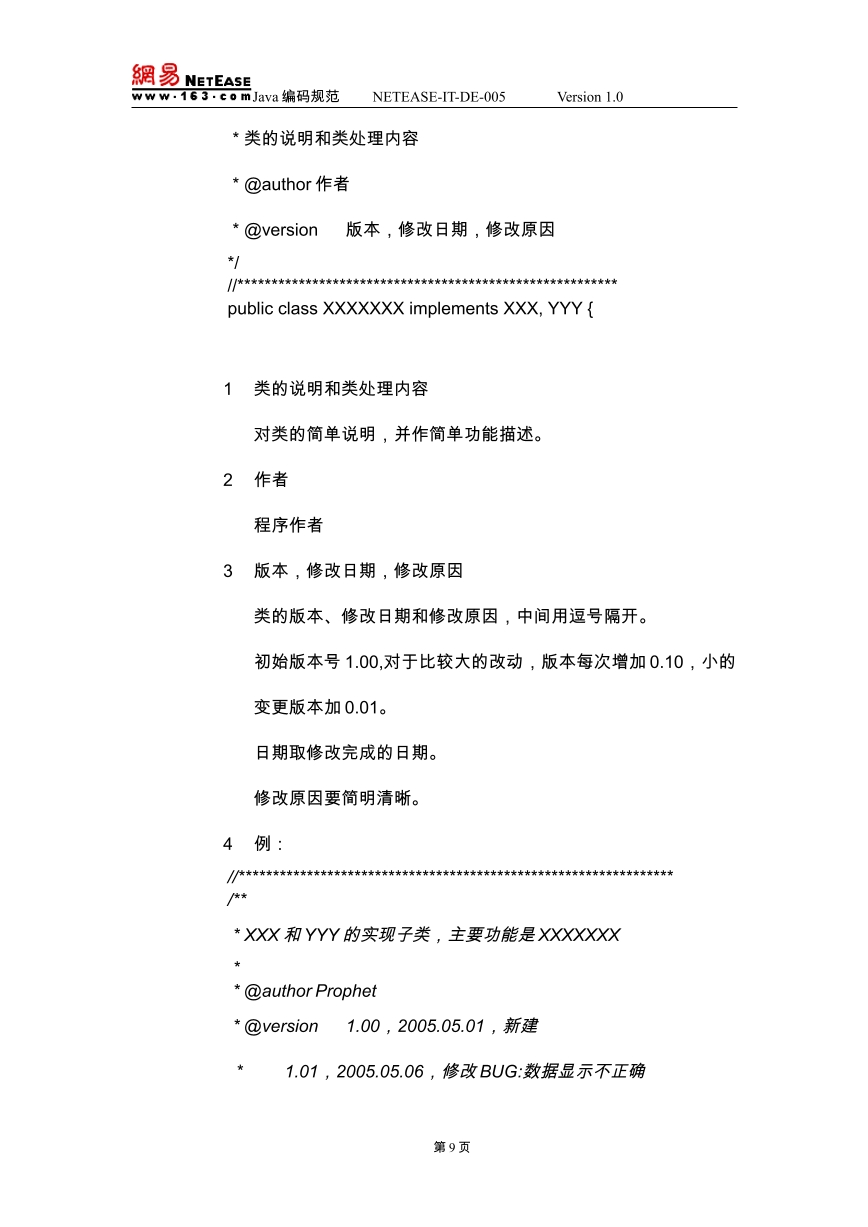 網易 NETEASE
www.163.com Java 编码规范 NETEASE-IT-DE-005 Version 1.0
* 类的说明和类处理内容
* @author 作者
* @version 版本，修改日期，修改原因
*/
//********************************************************
public class XXXXXXX implements XXX, YYY {
1 类的说明和类处理内容
对类的简单说明，并作简单功能描述。
2 作者
程序作者
3 版本，修改日期，修改原因
类的版本、修改日期和修改原因，中间用逗号隔开。
初始版本号 1.00,对于比较大的改动，版本每次增加 0.10，小的
变更版本加 0.01。
日期取修改完成的日期。
修改原因要简明清晰。
4 例：
//****************************************************************
/**
* XXX 和 YYY 的实现子类，主要功能是 XXXXXXX
*
* @author Prophet
* @version 1.00，2005.05.01，新建
* 1.01，2005.05.06，修改 BUG:数据显示不正确
第 9 页